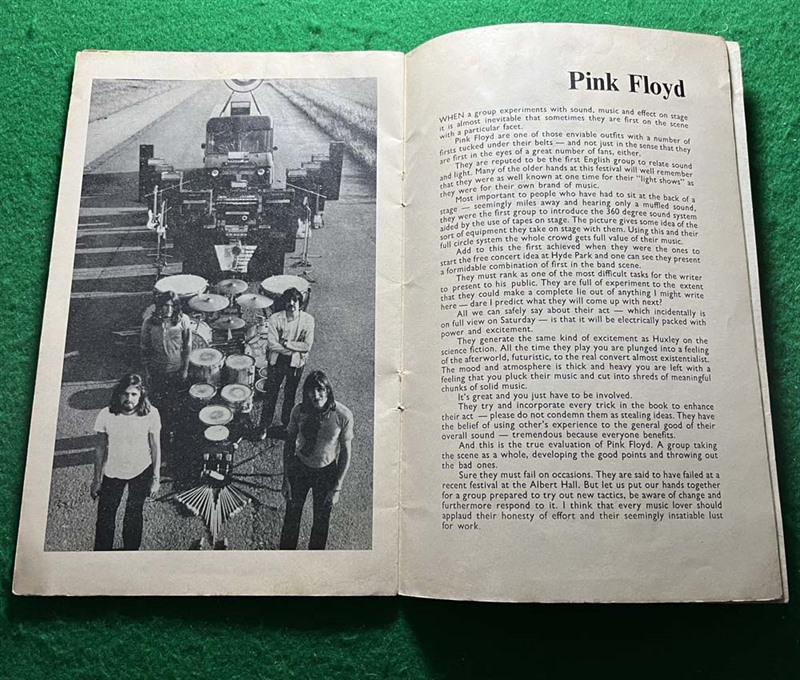 Pink Floyd
WHEN a group experiments with sound, music and effect on stage
it is almost inevitable that sometimes they are first on the scene
with a particular facet.
Pink Floyd are one of those enviable outfits with a number of
firsts tucked under their belts — and not just in the sense that they
are first in the eyes of a great number of fans, either.
They are reputed to be the first English group to relate sound
and light. Many of the older hands at this festival will well remember
that they were as well known at one time for their "light shows" as
they were for their own brand of music.
Most important to people who have had to sit at the back of a
stage — seemingly miles away and hearing only a muffled sound,
they were the first group to introduce the 360 degree sound system
aided by the use of tapes on stage. The picture gives some idea of the
sort of equipment they take on stage with them. Using this and their
full circle system the whole crowd gets full value of their music.
Add to this the first achieved when they were the ones to
start the free concert idea at Hyde Park and one can see they present
a formidable combination of first in the band scene.
They must rank as one of the most difficult tasks for the writer
to present to his public. They are full of experiment to the extent
that they could make a complete lie out of anything I might write
here — dare I predict what they will come up with next?
All we can safely say about their act — which incidentally is
on full view on Saturday — is that it will be electrically packed with
power and excitement.
They generate the same kind of excitement as Huxley on the
science fiction. All the time they play you are plunged into a feeling
of the afterworld, futuristic, to the real convert almost existentialist.
The mood and atmosphere is thick and heavy you are left with a
feeling that you pluck their music and cut into shreds of meaningful
chunks of solid music.
It's great and you just have to be involved.
They try and incorporate every trick in the book to enhance
their act — please do not condemn them as stealing ideas. They have
the belief of using other's experience to the general good of their
overall sound — tremendous because everyone benefits.
And this is the true evaluation of Pink Floyd. A group taking
the scene as a whole, developing the good points and throwing out
the bad ones.
Sure they must fail on occasions. They are said to have failed at a
recent festival at the Albert Hall. But let us put our hands together
for a group prepared to try out new tactics, be aware of change and
furthermore respond to it. I think that every music lover should
applaud their honesty of effort and their seemingly insatiable lust
for work.